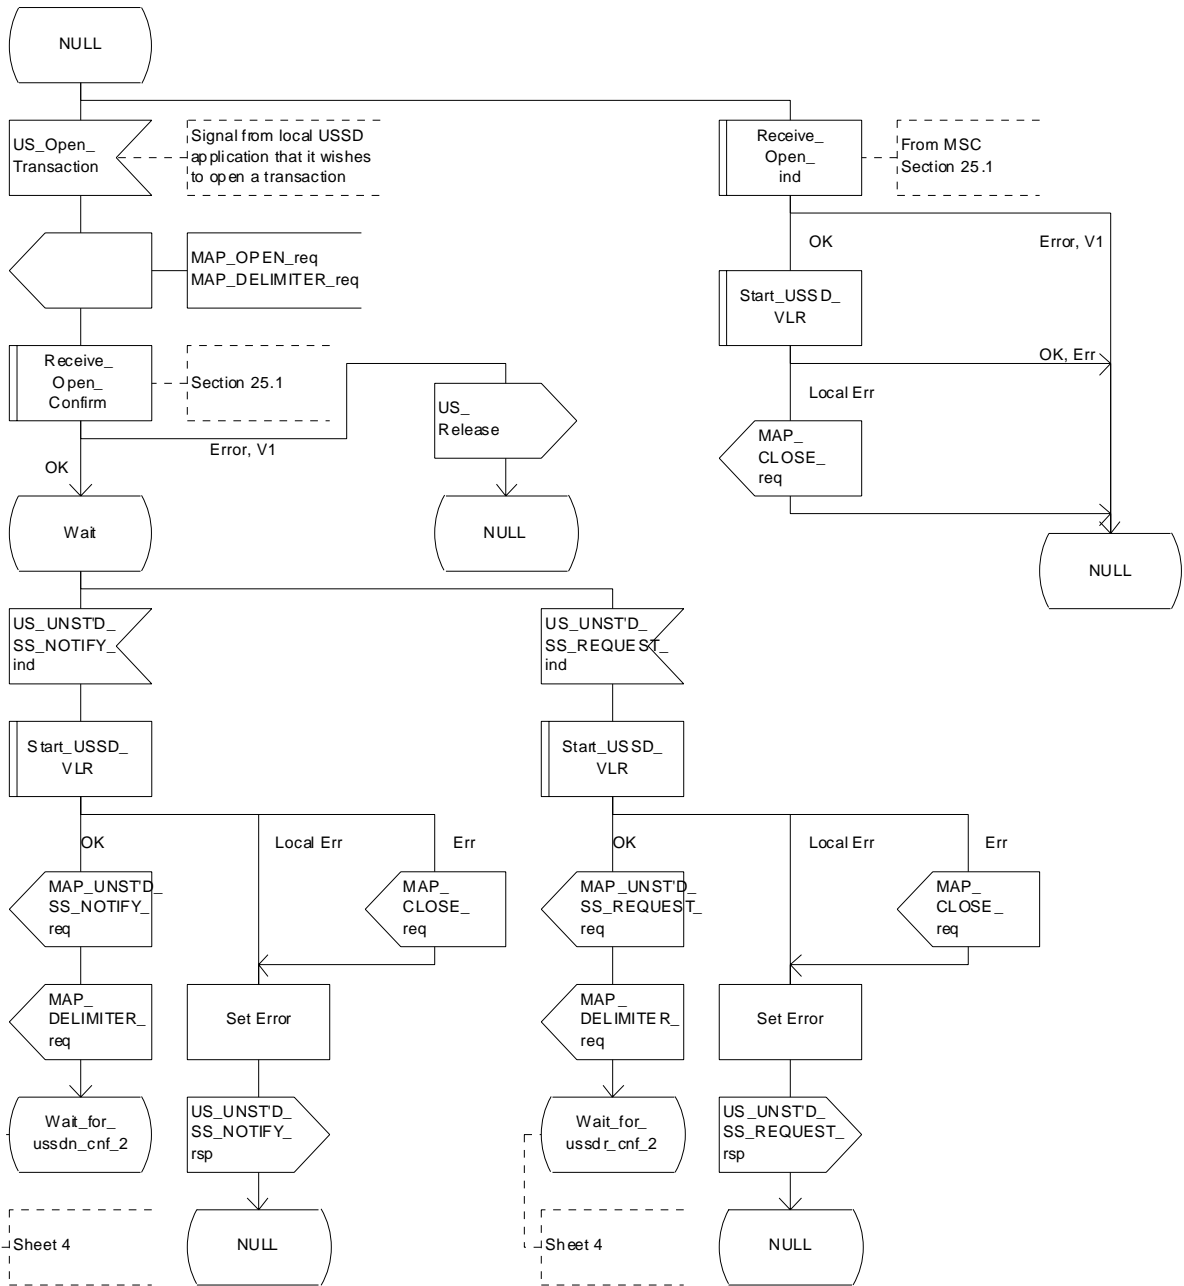 NULL
US_Open_
Transaction
Signal from local USSD
application that it wishes
to open a transaction
Receive_
Open_
ind
From MSC
Section 25.1
MAP_OPEN_req
MAP_DELIMITER_req
OK
Error, V1
Start_USSD_
VLR
Receive_
Open_
Confirm
Section 25.1
OK, Err
Local Err
US_
Release
MAP_
CLOSE_
req
Error, V1
OK
Wait
NULL
NULL
US_UNST'D_
SS_NOTIFY_
ind
US_UNST'D_
SS_REQUEST_
ind
Start_USSD_
VLR
Start_USSD_
VLR
OK
Local Err
Err
OK
Local Err
Err
MAP_UNST'D_
SS_NOTIFY_
req
MAP_
CLOSE_
req
MAP_UNST'D_
SS_REQUEST_
req
MAP_
CLOSE_
req
MAP_
DELIMITER_
req
Set Error
MAP_
DELIMITER_
req
Set Error
Wait_for_
ussdn_cnf_2
US_UNST'D_
SS_NOTIFY_
rsp
Wait_for_
ussdr_cnf_2
US_UNST'D_
SS_REQUEST_
rsp
Sheet 4
NULL
Sheet 4
NULL